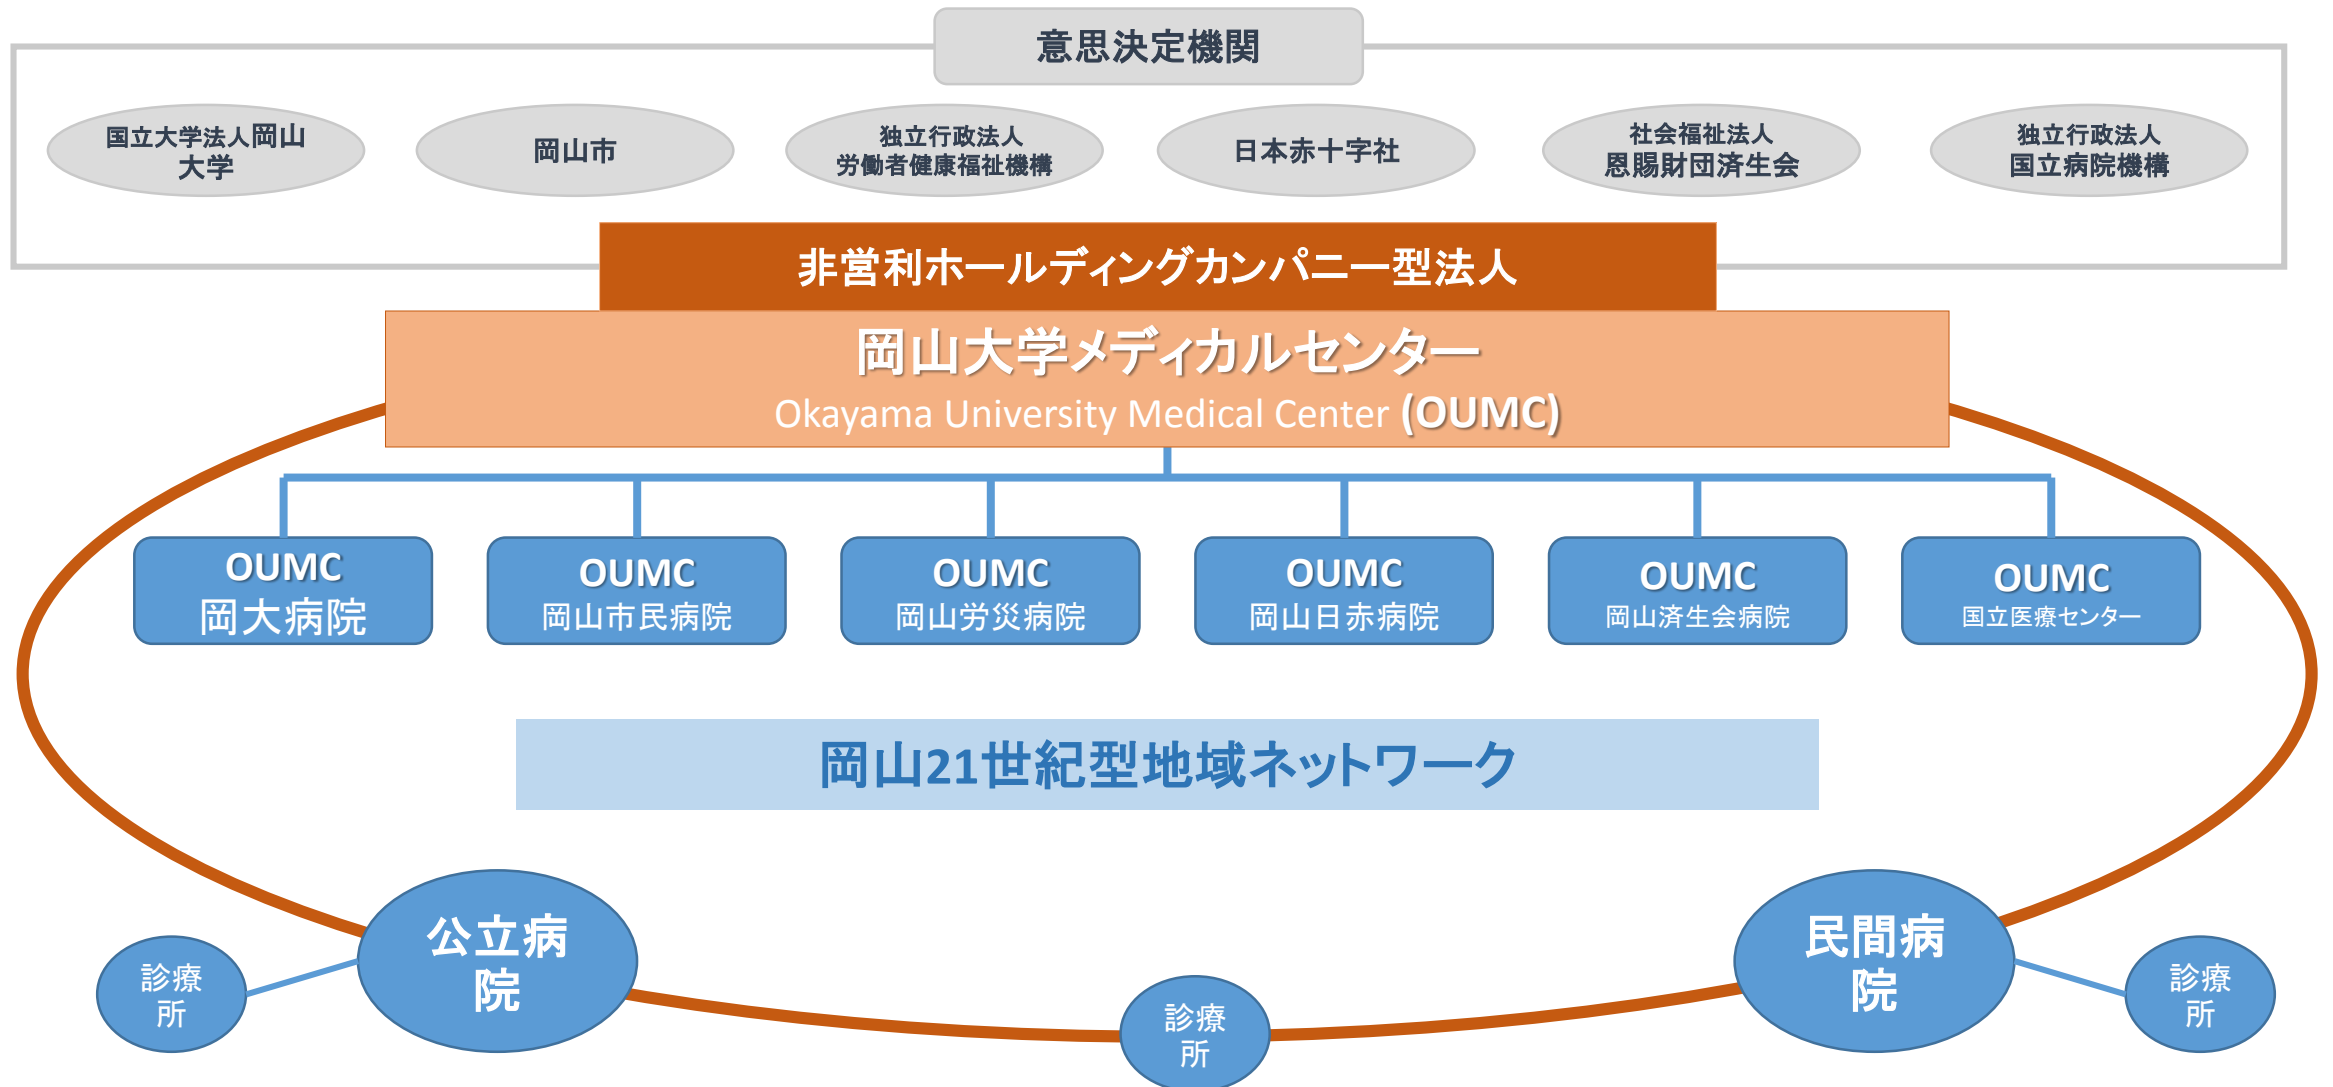 意思決定機関
国立大学法人岡山
大学
岡山市
独立行政法人
労働者健康福祉機構
日本赤十字社
社会福祉法人
恩賜財団済生会
独立行政法人
国立病院機構
非営利ホールディングカンパニー型法人
岡山大学メディカルセンター
Okayama University Medical Center (OUMC)
OUMC
岡大病院
OUMC
岡山市民病院
OUMC
岡山労災病院
OUMC
岡山日赤病院
OUMC
岡山済生会病院
OUMC
国立医療センター
岡山21世紀型地域ネットワーク
公立病
院
民間病
院
診療
所
診療
所
診療
所